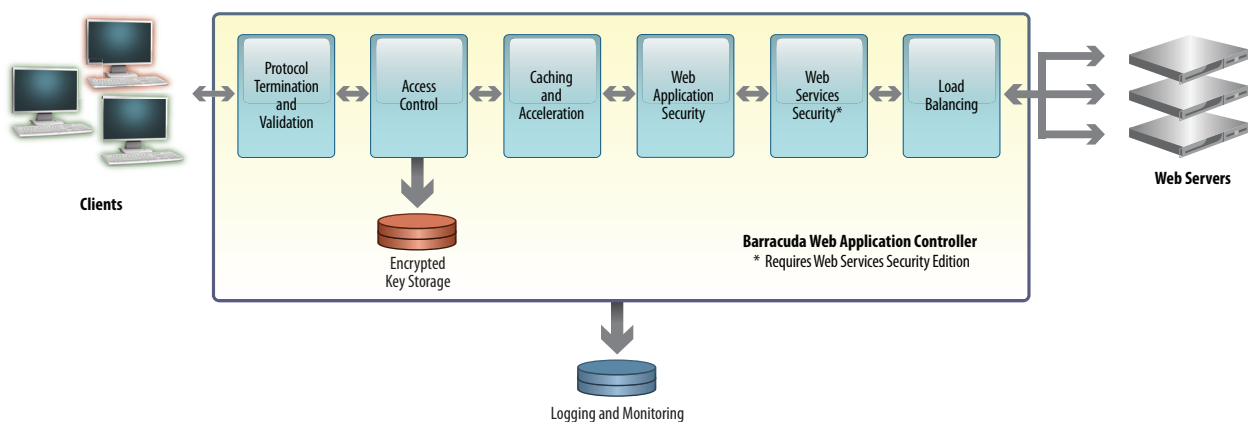 Protocol
Termination
and
Validation
Access
Control
Caching
and
Acceleration
Web
Application
Security
Web
Services
Security*
Load
Balancing
Clients
Web Servers
Encrypted
Key Storage
Barracuda Web Application Controller
* Requires Web Services Security Edition
Logging and Monitoring